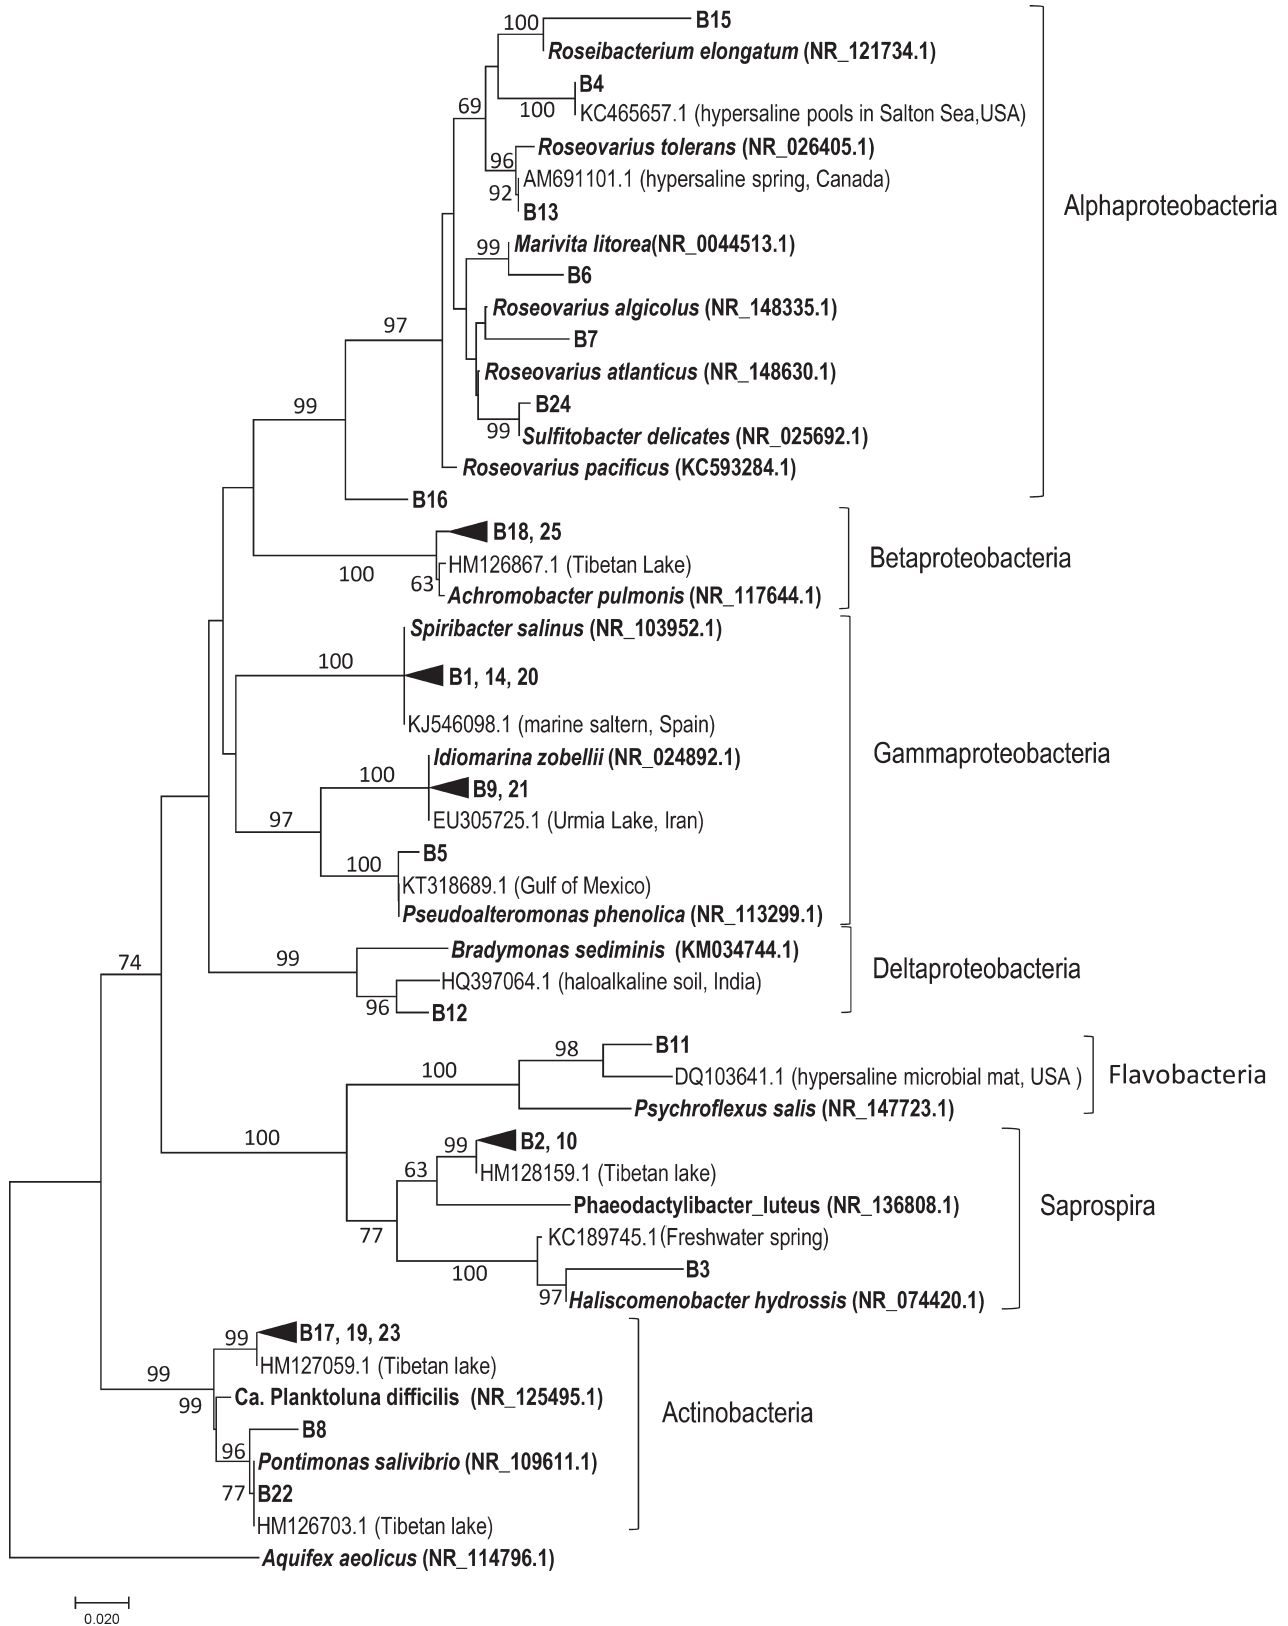 100
B15
Roseibacterium elongatum (NR_121734.1)
B4
100
KC465657.1 (hypersaline pools in Salton Sea,USA)
69
Roseovarius tolerans (NR_026405.1)
96
AM691101.1 (hypersaline spring, Canada)
92
B13
Alphaproteobacteria
99
Marivita litorea(NR_0044513.1)
B6
Roseovarius algicolus (NR_148335.1)
97
B7
Roseovarius atlanticus (NR_148630.1)
99
B24
99
Sulfitobacter delicates (NR_025692.1)
Roseovarius pacificus (KC593284.1)
B16
B18, 25
HM126867.1 (Tibetan Lake)
Betaproteobacteria
100
63
Achromobacter pulmonis (NR_117644.1)
Spiribacter salinus (NR_103952.1)
100
B1, 14, 20
KJ546098.1 (marine saltern, Spain)
Gammaproteobacteria
Idiomarina zobellii (NR_024892.1)
100
B9, 21
97
EU305725.1 (Urmia Lake, Iran)
B5
100
KT318689.1 (Gulf of Mexico)
Pseudoalteromonas phenolica (NR_113299.1)
74
99
Bradymonas sediminis (KM034744.1)
Deltaproteobacteria
HQ397064.1 (haloalkaline soil, India)
96
B12
98
B11
100
DQ103641.1 (hypersaline microbial mat, USA )
Flavobacteria
Psychroflexus salis (NR_147723.1)
100
99
B2, 10
63
HM128159.1 (Tibetan lake)
Phaeodactylibacter_luteus (NR_136808.1)
Saprospira
77
KC189745.1(Freshwater spring)
100
B3
97
Haliscomenobacter hydrossis (NR_074420.1)
99
B17, 19, 23
HM127059.1 (Tibetan lake)
99
99
Ca. Planktoluna difficilis (NR_125495.1)
Actinobacteria
B8
96
Pontimonas salivibrio (NR_109611.1)
77
B22
HM126703.1 (Tibetan lake)
Aquifex aeolicus (NR_114796.1)
0.020